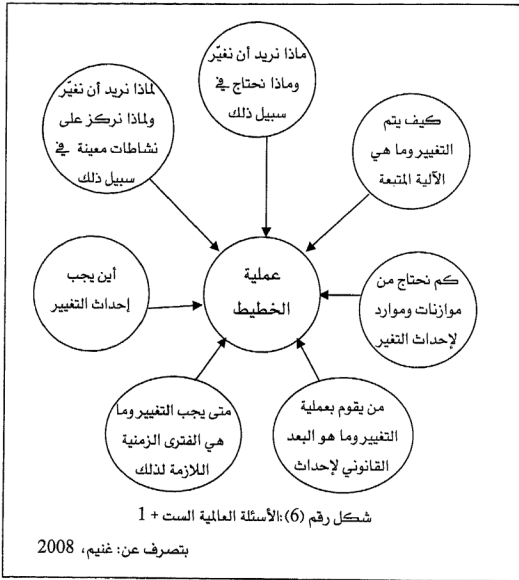 ماذا نريد أن نغيّر
وماذا نحتاج في
سبيل ذلك
لماذا نريد أن نغيّر
ولماذا نركز على
نشاطات معينة في
سبيل ذلك
كيف يتم
التغيير وما هي
الآلية المتبعة
عملية
الخطيط
أين يجب
إحداث التغيير
كم نحتاج من
موازنات وموارد
لإحداث التغير
متى يجب التغيير وما
هي الفترى الزمنية
اللازمة لذلك
من يقوم بعملية
التغيير وما هو البعد
القانوني لإحداث
شكل رقم (6):الأسئلة العالمية الست + 1
بتصرف عن: غنيم، 2008